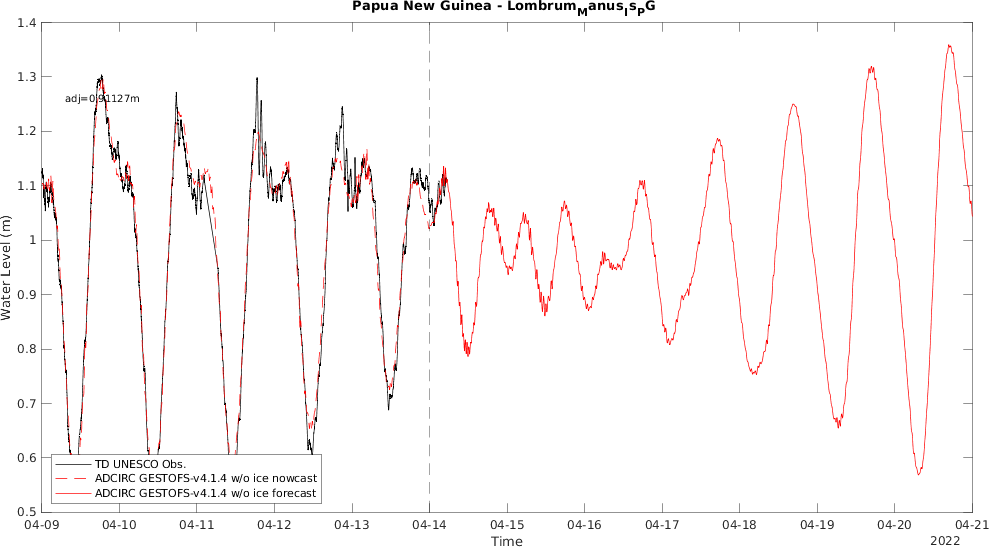 Papua New Guinea - LombrumManusIsPG
1.4
1.3
adj=0.91127m
1.2
1.1
1
0.9
0.8
0.7
0.6
0.5
Water Level (m)
TD UNESCO Obs.
ADCIRC GESTOFS-v4.1.4 w/o ice nowcast
ADCIRC GESTOFS-v4.1.4 w/o ice forecast
04-09 04-10 04-11 04-12 04-13 04-14 04-15 04-16 04-17 04-18 04-19 04-20 04-21
Time
2022